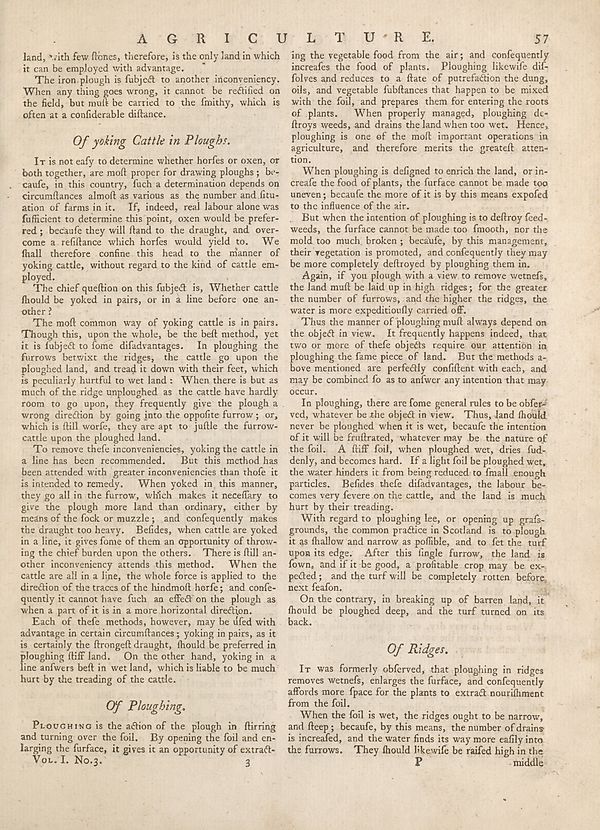 A G R I C U L T U R E. 57
land, with few ſtones, therefore, is the only land in which
it can be employed with advantage.
The iron plough is ſubject to another inconveniency.
When any thing goes wrong, it cannot be rectified on
the field, but muſt be carried to the ſmithy, which is
often at a conſiderable diſtance.
Of yoking Cattle in Ploughs.
IT is not eaſy to determine whether horſes or oxen, or
both together, are moſt proper for drawing ploughs; be-
cauſe, in this country, ſuch a determination depends on
circumſtances almoſt as various as the number and ſitu-
ation of farms in it. If, indeed, real labour alone was
ſufficient to determine this point, oxen would be prefer-
red; becauſe they will ſtand to the draught, and over-
come a reſiſtance which horſes would yield to. We
ſhall therefore confine this head to the manner of
yoking cattle, without regard to the kind of cattle em-
ployed.
The chief queſtion on this ſubject is, Whether cattle
ſhould be yoked in pairs, or in a line before one an-
other?
The moſt common way of yoking cattle is in pairs.
Though this, upon the whole, be the beſt method, yet
it is ſubject to ſome diſadvantages. In ploughing the
furrows betwixt the ridges, the cattle go upon the
ploughed land, and tread it down with their feet, which
is peculiarly hurtful to wet land: When there is but as
much of the ridge unploughed as the cattle have hardly
room to go upon, they frequently give the plough a
wrong direction by going into the oppoſite furrow; or,
which is ſtill worſe, they are apt to juſtle the furrow-
cattle upon the ploughed land.
To remove theſe inconveniencies, yoking the cattle in
a line has been recommended. But this method has
been attended with greater inconveniencies than thoſe it
is intended to remedy. When yoked in this manner,
they go all in the furrow, which makes it neceſſary to
give the plough more land than ordinary, either by
means of the ſock or muzzle; and conſequently makes
the draught too heavy. Beſides, when cattle are yoked
in a line, it gives ſome of them an opportunity of throw-
ing the chief burden upon the others. There is ſtill an-
other inconveniency attends this method. When the
cattle are all in a line, the whole force is applied to the
direction of the traces of the hindmoſt horſe; and conſe-
quently it cannot have ſuch an effect on the plough as
when a part of it is in a more horizontal direction.
Each of theſe methods, however, may be uſed with
advantage in certain circumſtances; yoking in pairs, as it
is certainly the ſtrongeſt draught, ſhould be preferred in
ploughing ſtiff land. On the other hand, yoking in a
line anſwers beſt in wet land, which is liable to be much
hurt by the treading of the cattle.
Of Ploughing.
PLOUGHING is the action of the plough in ſtirring
and turning over the ſoil. By opening the ſoil and en-
larging the ſurface, it gives it an opportunity of extract-
VOL. I. No. 3. 3
ing the vegetable food from the air; and conſequently
increaſes the food of plants. Ploughing likewiſe diſ-
ſolves and reduces to a ſtate of putrefaction the dung,
oils, and vegetable ſubſtances that happen to be mixed
with the ſoil, and prepares them for entering the roots
of plants. When properly managed, ploughing de-
ſtroys weeds, and drains the land when too wet. Hence,
ploughing is one of the moſt important operations in
agriculture, and therefore merits the greateſt atten-
tion.
When ploughing is deſigned to enrich the land, or in-
creaſe the food of plants, the ſurface cannot be made too
uneven; becauſe the more of it is by this means expoſed
to the influence of the air.
But when the intention of ploughing is to deſtroy ſeed-
weeds, the ſurface cannot be made too ſmooth, nor the
mold too much broken; becauſe, by this management,
their vegetation is promoted, and conſequently they may
be more completely deſtroyed by ploughing them in.
Again, if you plough with a view to remove wetneſs,
the land muſt be laid up in high ridges; for the greater
the number of furrows, and the higher the ridges, the
water is more expeditiouſly carried off.
Thus the manner of ploughing muſt always depend on
the object in view. It frequently happens indeed, that
two or more of theſe objects require our attention in
ploughing the ſame piece of land. But the methods a-
bove mentioned are perfectly conſiſtent with each, and
may be combined ſo as to anſwer any intention that may
occur.
In ploughing, there are ſome general rules to be obſer-
ved, whatever be the object in view. Thus, land ſhould
never be ploughed when it is wet, becauſe the intention
of it will be fruſtrated, whatever may be the nature of
the ſoil. A ſtiff ſoil, when ploughed wet, dries ſud-
denly, and becomes hard. If a light ſoil be ploughed wet,
the water hinders it from being reduced to ſmall enough
particles. Beſides theſe diſadvantages, the labour be-
comes very ſevere on the cattle, and the land is much
hurt by their treading.
With regard to ploughing lee, or opening up graſs-
grounds, the common practice in Scotland is to plough
it as ſhallow and narrow as poſſible, and to ſet the turf
upon its edge. After this ſingle furrow, the land is
ſown, and if it be good, a profitable crop may be ex-
pected; and the turf will be completely rotten before
next ſeaſon.
On the contrary, in breaking up of barren land, it
ſhould be ploughed deep, and the turf turned on its
back.
Of Ridges.
IT was formerly obſerved, that ploughing in ridges
removes wetneſs, enlarges the ſurface, and conſequently
affords more ſpace for the plants to extract nouriſhment
from the ſoil.
When the ſoil is wet, the ridges ought to be narrow,
and ſteep; becauſe, by this means, the number of drains
is increaſed, and the water finds its way more eaſily into
the furrows. They ſhould likewiſe be raiſed high in the
P middle